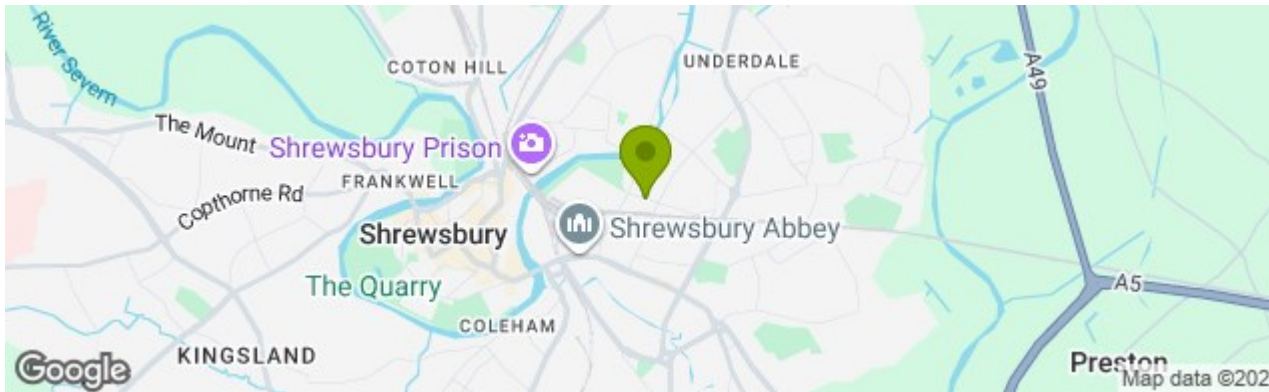 River Severn
COTON HILL
UNDERDALE
A49
The Mount
Shrewsbury Prison
Copthorne Rd
FRANKWELL
Shrewsbury
Shrewsbury Abbey
The Quarry
A5
COLEHAM
KINGSLAND
Preston
Google
Map data ©202